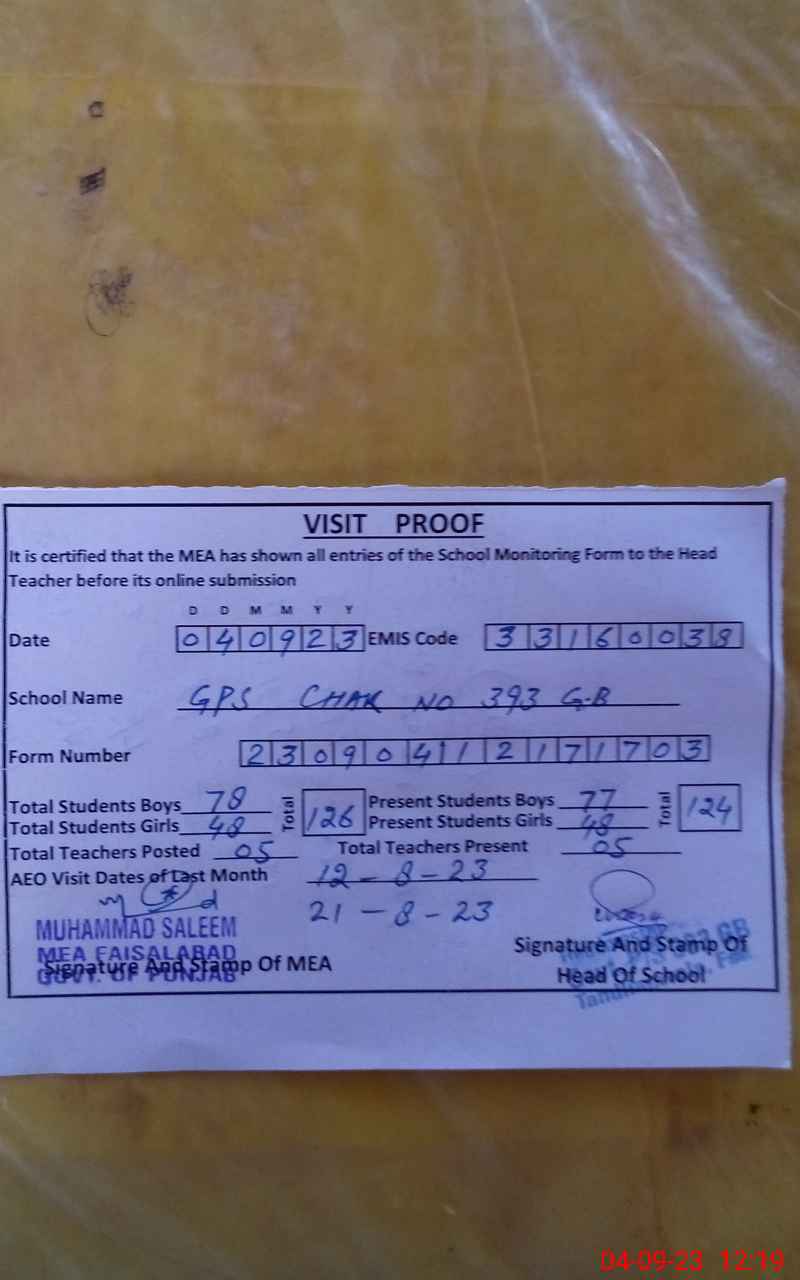 VISIT PROOF
It is certified that the MEA has shown all entries of the School Monitoring Form to the Head
Teacher before its online submission
D D M M Y Y
Date 040923 EMIS Code 33160038
School Name GPS CHAK NO 393 G-B
Form Number 230904112171703
Total Students Boys 78 Total 126 Present Students Boys 77 Total 124
Total Students Girls 48 Present Students Girls 48
Total Teachers Posted 05 Total Teachers Present 05
AEO Visit Dates of Last Month 12-8-23
21-8-23
MUHAMMAD SALEEM
MEA FAISALABAD
GOVT. OF PUNJAB
Signature And Stamp Of MEA
Signature And Stamp Of
Head Of School
04-09-23 12:19